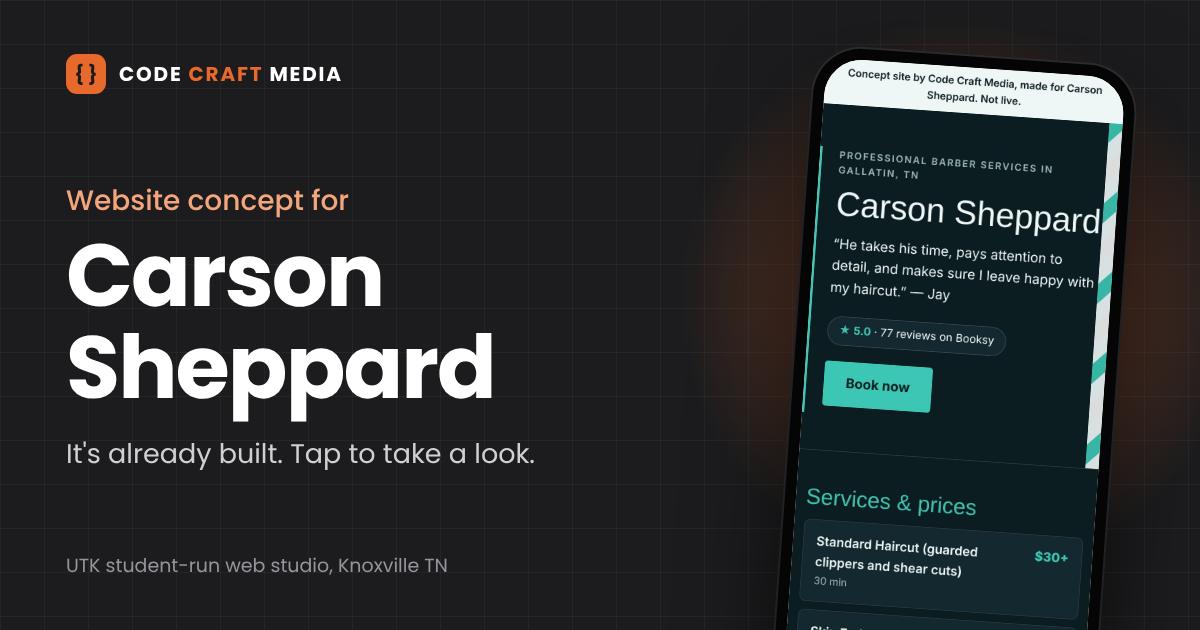 { } CODE CRAFT MEDIA
Website concept for
Carson
Sheppard
It's already built. Tap to take a look.
UTK student-run web studio, Knoxville TN
Concept site by Code Craft Media, made for Carson
Sheppard. Not live.
PROFESSIONAL BARBER SERVICES IN
GALLATIN, TN
Carson Sheppard
“He takes his time, pays attention to
detail, and makes sure I leave happy with
my haircut.” — Jay
★ 5.0 · 77 reviews on Booksy
Book now
Services & prices
Standard Haircut (guarded
clippers and shear cuts)
$30+
30 min